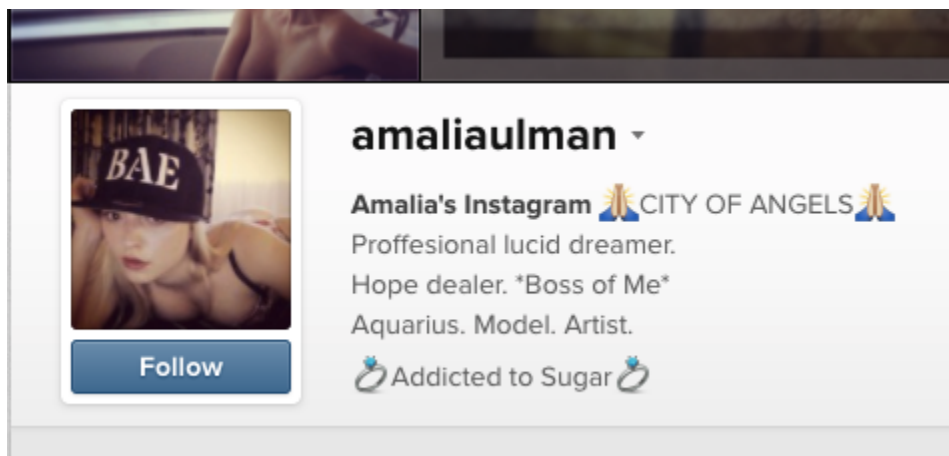 BAE
Follow
amaliaulman
Amalia's Instagram 🙏CITY OF ANGELS🙏
Proffesional lucid dreamer.
Hope dealer. *Boss of Me*
Aquarius. Model. Artist.
💍Addicted to Sugar💍